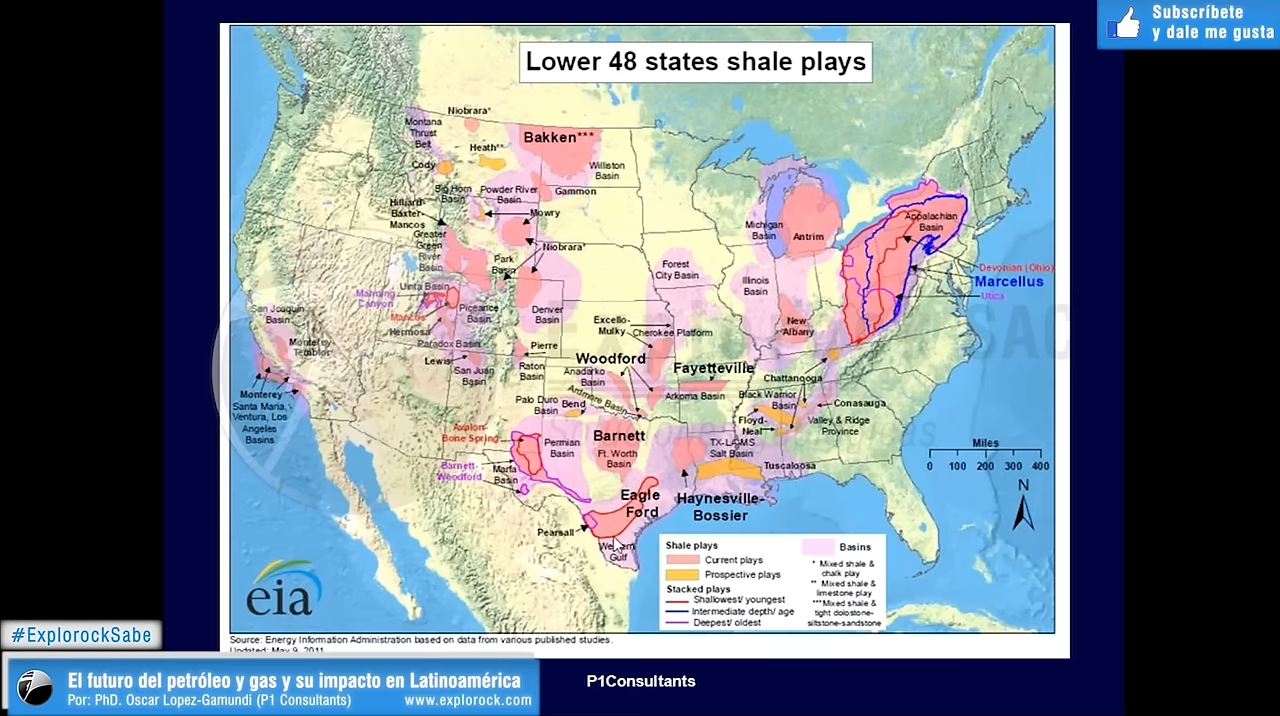 Subscríbete
y dale me gusta
Lower 48 states shale plays
Niobrara*
Montana
Thrust
Belt
Bakken***
Heath**
Cody
Williston
Basin
Big Horn
Basin
Powder River
Basin
Gammon
Hilliard-
Baxter-
Mancos
Mowry
Greater
Green
River
Basin
Niobrara*
Park
Basin
Uinta Basin
Manning
Canyon
Mancos
Piceance
Basin
Hermosa
Paradox Basin
Lewis
San Juan
Basin
Denver
Basin
Pierre
Raton
Basin
San Joaquin
Basin
Monterey-
Temblor
Monterey
Santa Maria,
Ventura, Los
Angeles
Basins
Forest
City Basin
Excello-
Mulky
Cherokee Platform
Woodford
Anadarko
Basin
Ardmore Basin
Fayetteville
Arkoma Basin
Palo Duro
Basin
Bend
Avalon-
Bone Spring
Permian
Basin
Barnett-
Woodford
Marfa
Basin
Barnett
Ft. Worth
Basin
Eagle
Ford
Pearsall
Western
Gulf
Haynesville-
Bossier
TX-LA-MS
Salt Basin
Tuscaloosa
Floyd-
Neal
Black Warrior
Basin
Chattanooga
Conasauga
Valley & Ridge
Province
Michigan
Basin
Antrim
Illinois
Basin
New
Albany
Appalachian
Basin
Devonian (Ohio)
Marcellus
Utica
Miles
0 100 200 300 400
N
Shale plays
Current plays
Prospective plays
Stacked plays
Shallowest/ youngest
Intermediate depth/ age
Deepest/ oldest
Basins
* Mixed shale &
chalk play
** Mixed shale &
limestone play
***Mixed shale &
tight dolostone-
siltstone-sandstone
eia
Source: Energy Information Administration based on data from various published studies.
Updated: May 9, 2011
#ExplorockSabe
El futuro del petróleo y gas y su impacto en Latinoamérica
Por: PhD. Oscar Lopez-Gamundi (P1 Consultants) www.explorock.com
P1Consultants